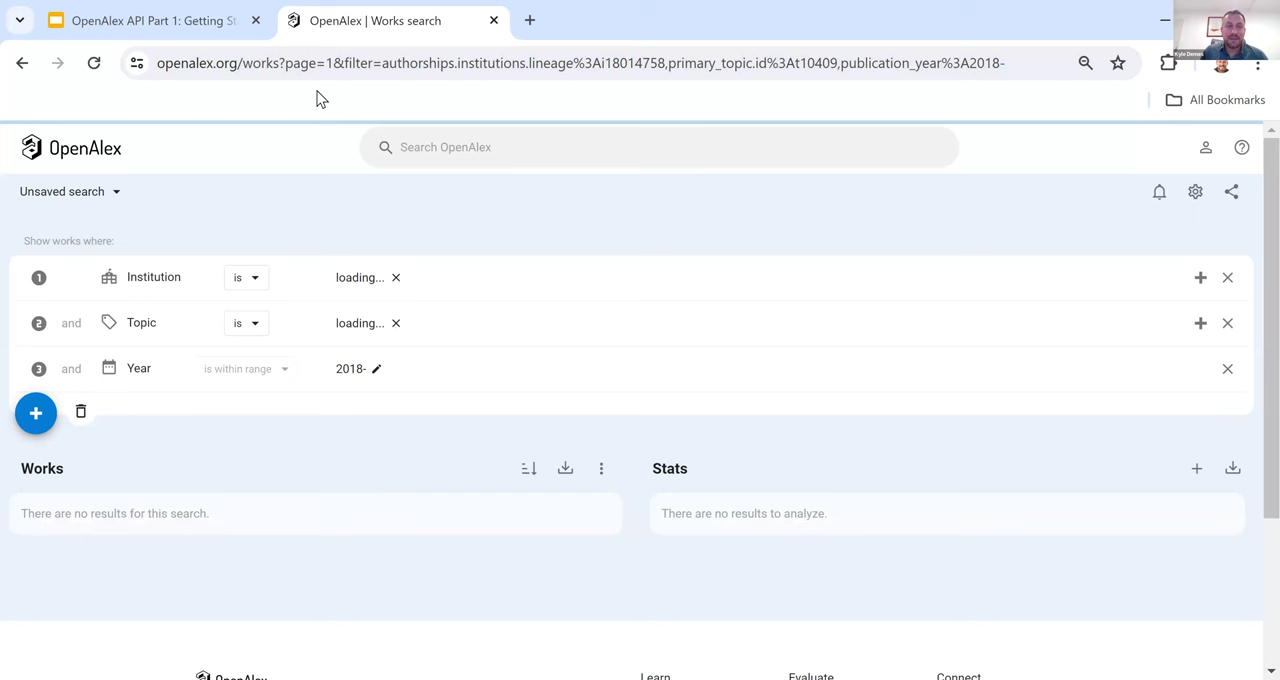 OpenAlex API Part 1: Getting St
OpenAlex | Works search
openalex.org/works?page=1&filter=authorships.institutions.lineage%3Ai18014758,primary_topic.id%3At10409,publication_year%3A2018-
All Bookmarks
OpenAlex
Search OpenAlex
Unsaved search
Show works where:
1 Institution is loading...
2 and Topic is loading...
3 and Year is within range 2018-
Works
Stats
There are no results for this search.
There are no results to analyze.
OpenAlex
Learn
Evaluate
Connect